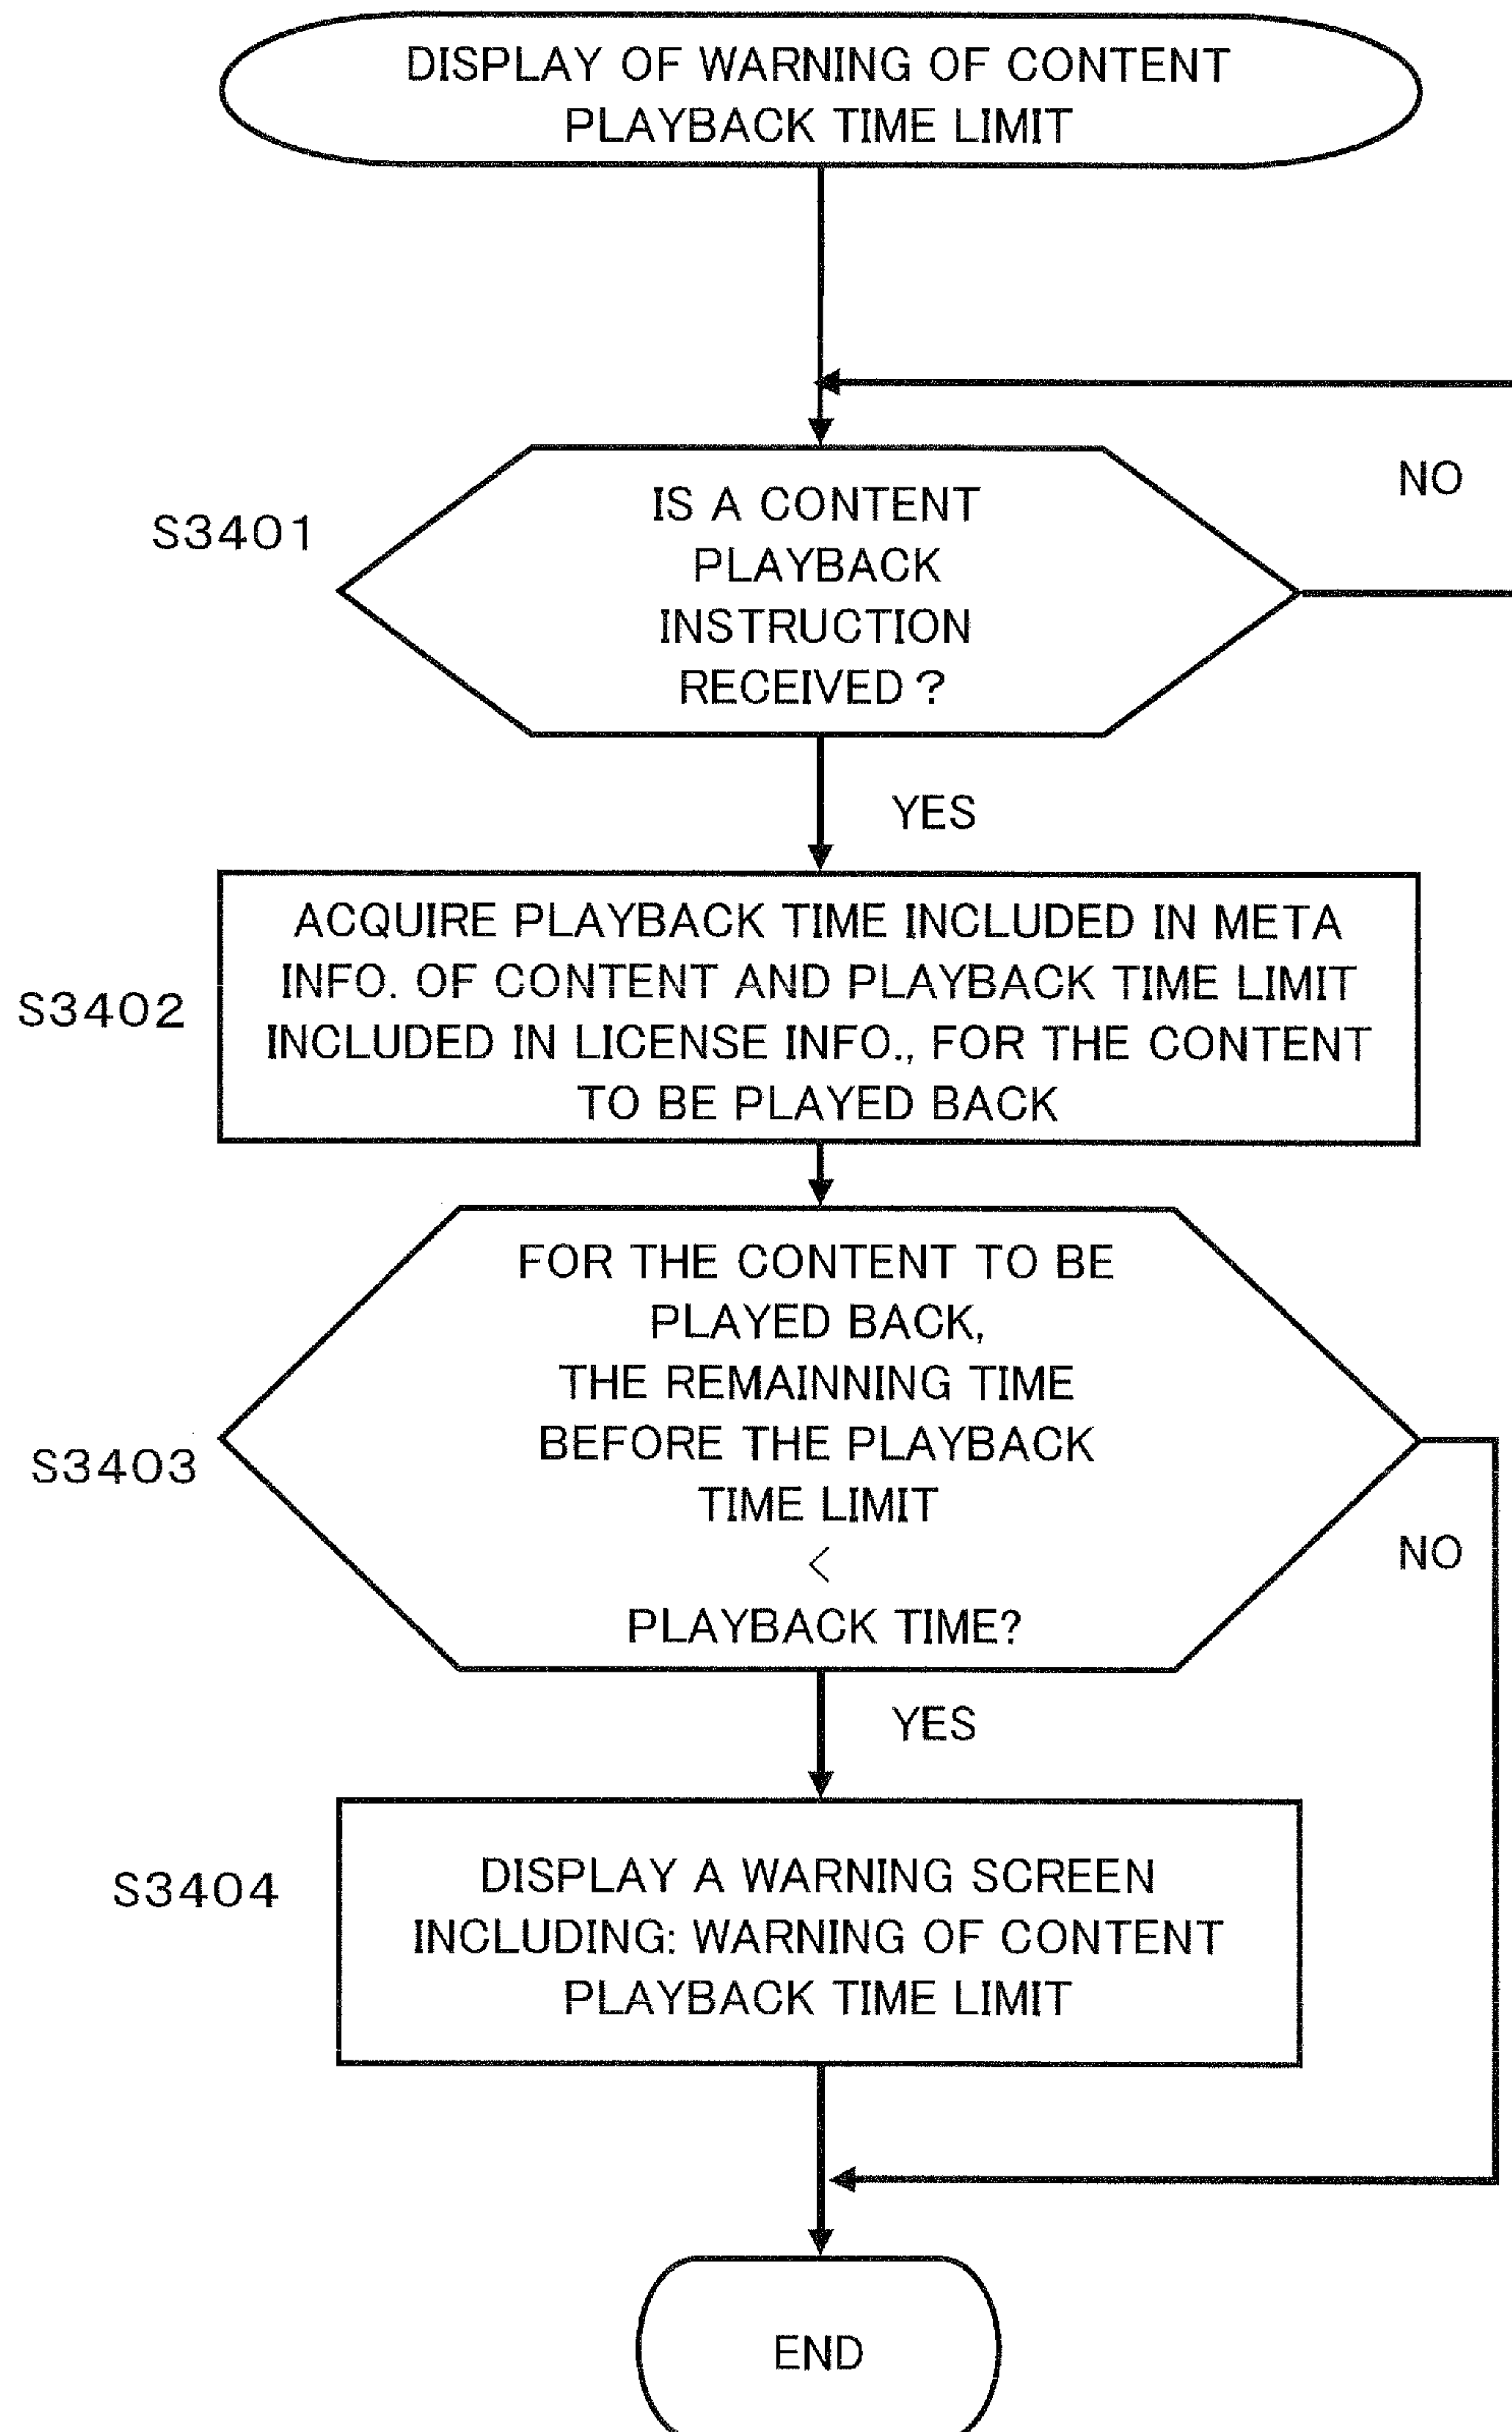 DISPLAY OF WARNING OF CONTENT
PLAYBACK TIME LIMIT
NO
S3401
IS A CONTENT
PLAYBACK
INSTRUCTION
RECEIVED?
YES
S3402
ACQUIRE PLAYBACK TIME INCLUDED IN META
INFO. OF CONTENT AND PLAYBACK TIME LIMIT
INCLUDED IN LICENSE INFO., FOR THE CONTENT
TO BE PLAYED BACK
S3403
FOR THE CONTENT TO BE
PLAYED BACK,
THE REMAINNING TIME
BEFORE THE PLAYBACK
TIME LIMIT
<
PLAYBACK TIME?
NO
YES
S3404
DISPLAY A WARNING SCREEN
INCLUDING: WARNING OF CONTENT
PLAYBACK TIME LIMIT
END